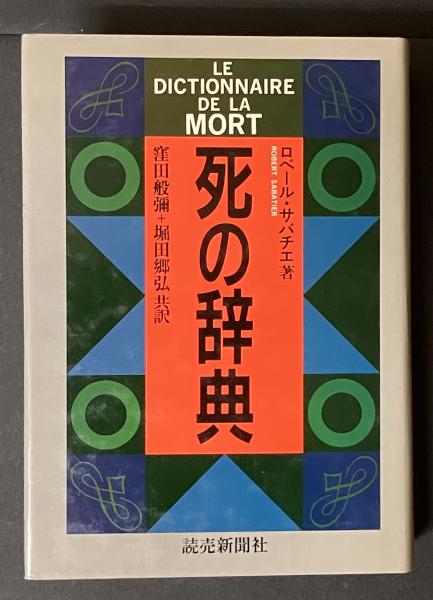 LE
DICTIONNAIRE
DE LA
MORT
ロベール・サバチエ著
ROBERT SABATIER
死の辞典
窪田般彌+堀田郷弘共訳
読売新聞社